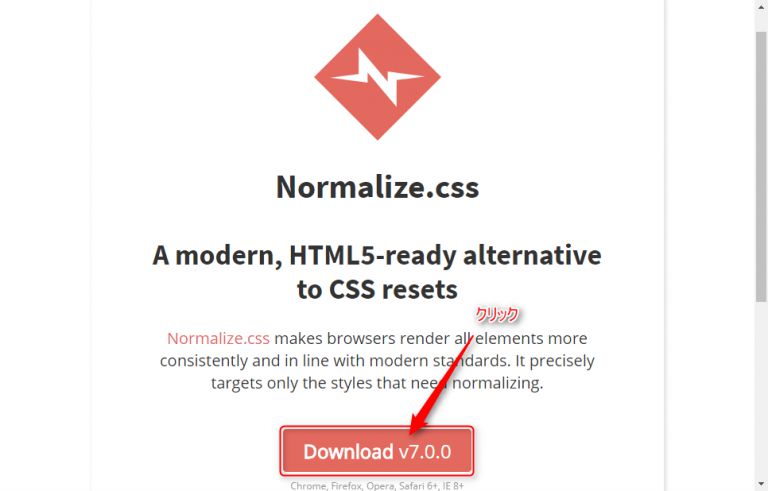 Normalize.css
A modern, HTML5-ready alternative
to CSS resets
クリック
Normalize.css makes browsers render all elements more
consistently and in line with modern standards. It precisely
targets only the styles that need normalizing.
Download v7.0.0
Chrome, Firefox, Opera, Safari 6+, IE 8+